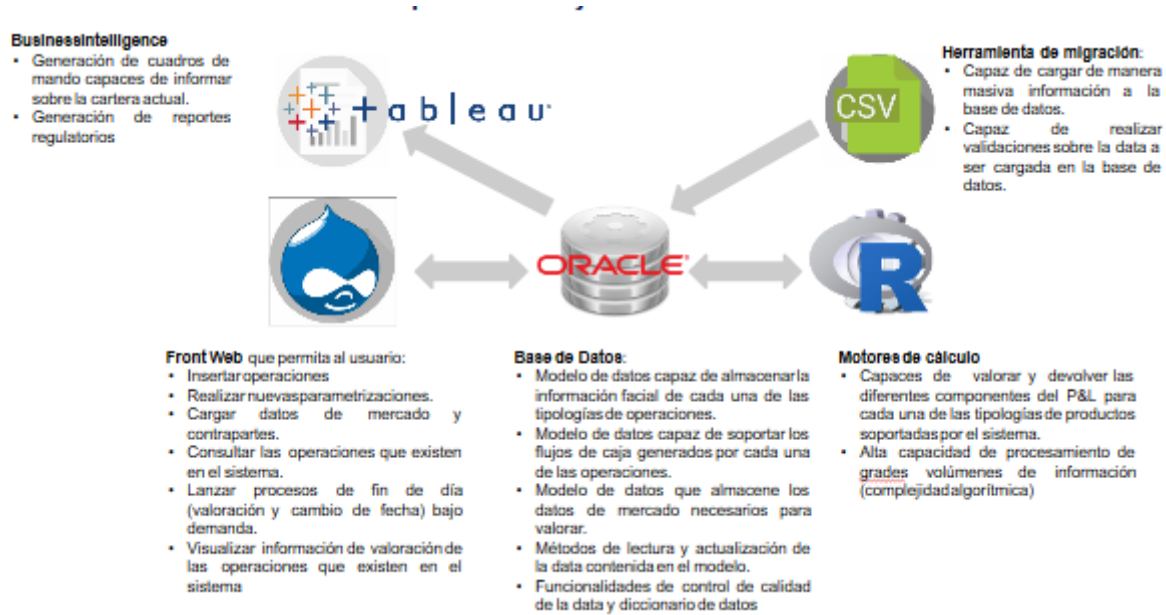 BusinessIntelligence
▪ Generación de cuadros de
mando capaces de informar
sobre la cartera actual.
▪ Generación de reportes
regulatorios
+ableau
CSV
Herramienta de migración:
▪ Capaz de cargar de manera
masiva información a la
base de datos.
▪ Capaz de realizar
validaciones sobre la data a
ser cargada en la base de
datos.
ORACLE
R
Front Web que permita al usuario:
▪ Insertar operaciones
▪ Realizar nuevas parametrizaciones.
▪ Cargar datos de mercado y
contrapartes.
▪ Consultar las operaciones que existen
en el sistema.
▪ Lanzar procesos de fin de día
(valoración y cambio de fecha) bajo
demanda.
▪ Visualizar información de valoración de
las operaciones que existen en el
sistema
Base de Datos:
▪ Modelo de datos capaz de almacenar la
información facial de cada una de las
tipologías de operaciones.
▪ Modelo de datos capaz de soportar los
flujos de caja generados por cada una
de las operaciones.
▪ Modelo de datos que almacene los
datos de mercado necesarios para
valorar.
▪ Métodos de lectura y actualización de
la data contenida en el modelo.
▪ Funcionalidades de control de calidad
de la data y diccionario de datos
Motores de cálculo
▪ Capaces de valorar y devolver las
diferentes componentes del P&L para
cada una de las tipologías de productos
soportadas por el sistema.
▪ Alta capacidad de procesamiento de
grades volúmenes de información
(complejidad algorítmica)